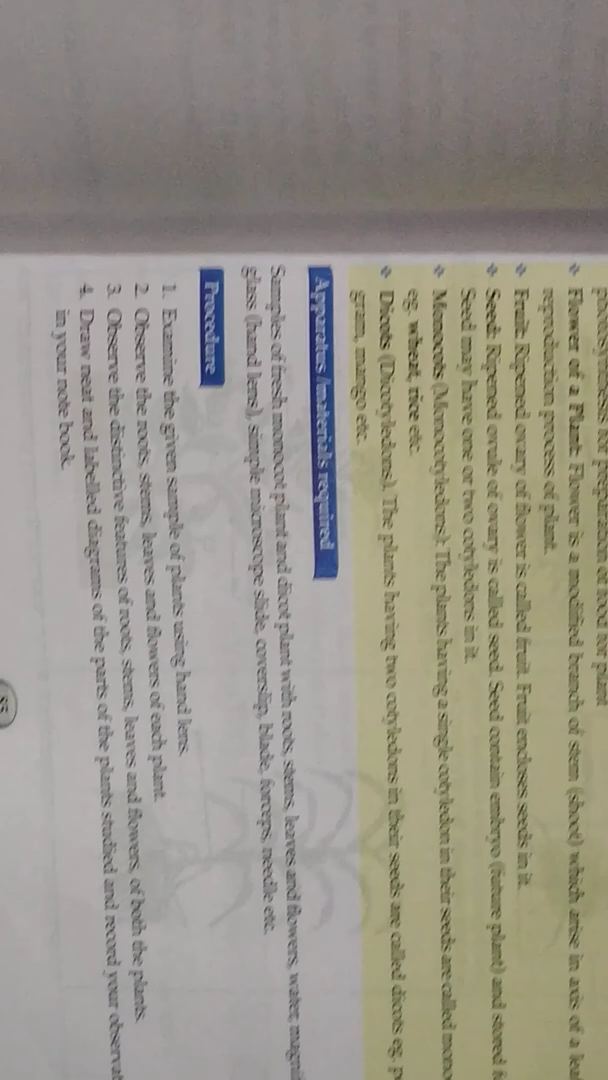 photosynthesis for preparation of food for plant
❖ Flower of a Plant: Flower is a modified branch of stem (shoot) which arise in axis of a leaf
reproduction process of plant.
❖ Fruit: Ripened ovary of flower is called fruit. Fruit encloses seeds in it.
❖ Seed: Ripened ovule of ovary is called seed. Seed contain embryo (future plant) and stored
Seed may have one or two cotyledons in it.
❖ Monocots (Monocotyledons): The plants having a single cotyledon in their seeds are called mono
eg. wheat, rice etc.
❖ Dicots (Dicotyledons): The plants having two cotyledons in their seeds are called dicots eg. p
gram, mango etc.
Apparatus /materials required
Samples of fresh monocot plant and dicot plant with roots, stems, leaves and flowers, water, magni
glass (hand lens), simple microscope slide, coverslip, blade, forceps, needle etc.
Procedure
1. Examine the given sample of plants using hand lens.
2. Observe the roots, stems, leaves and flowers of each plant.
3. Observe the distinctive features of roots, stems, leaves and flowers, of both the plants.
4. Draw neat and labelled diagrams of the parts of the plants studied and record your observat
in your note book.